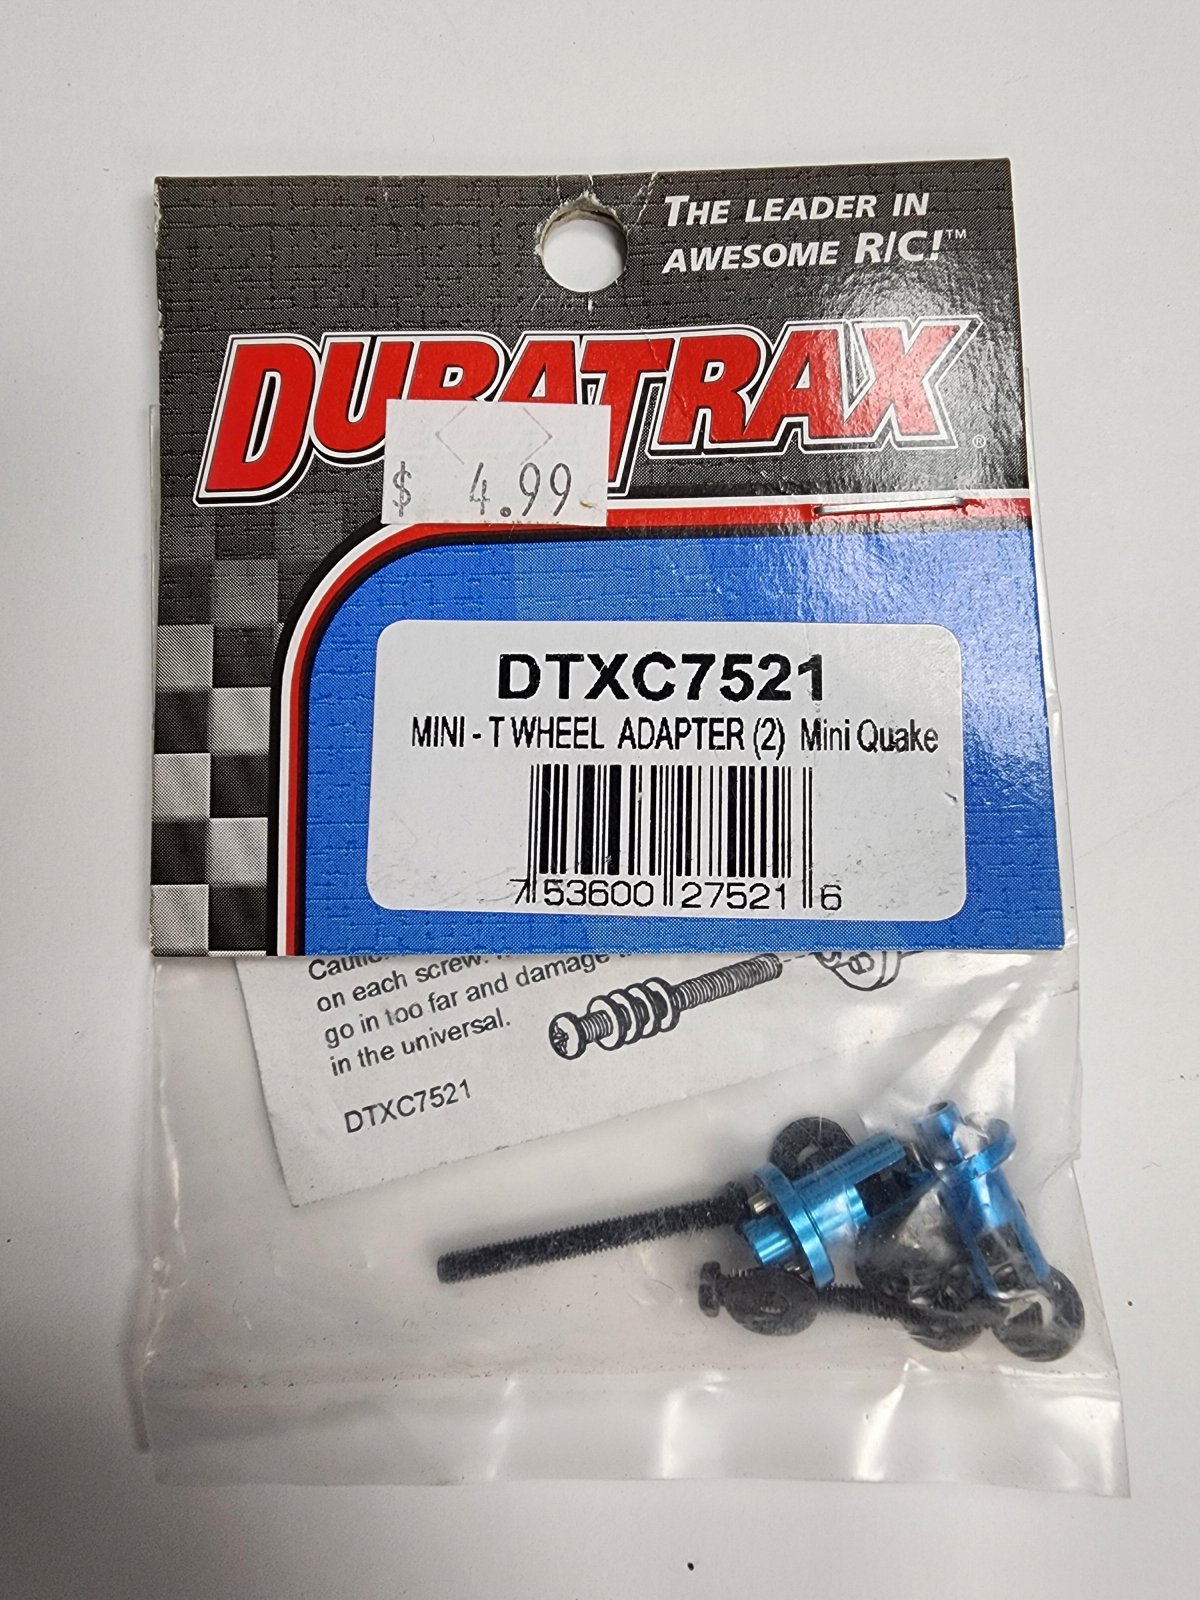 THE LEADER IN
AWESOME R/C!™
DURATRAX®
$ 4.99
DTXC7521
MINI - T WHEEL ADAPTER (2) Mini Quake
7 53600 27521 6
on each screw.
go in too far and damage
in the universal.
DTXC7521